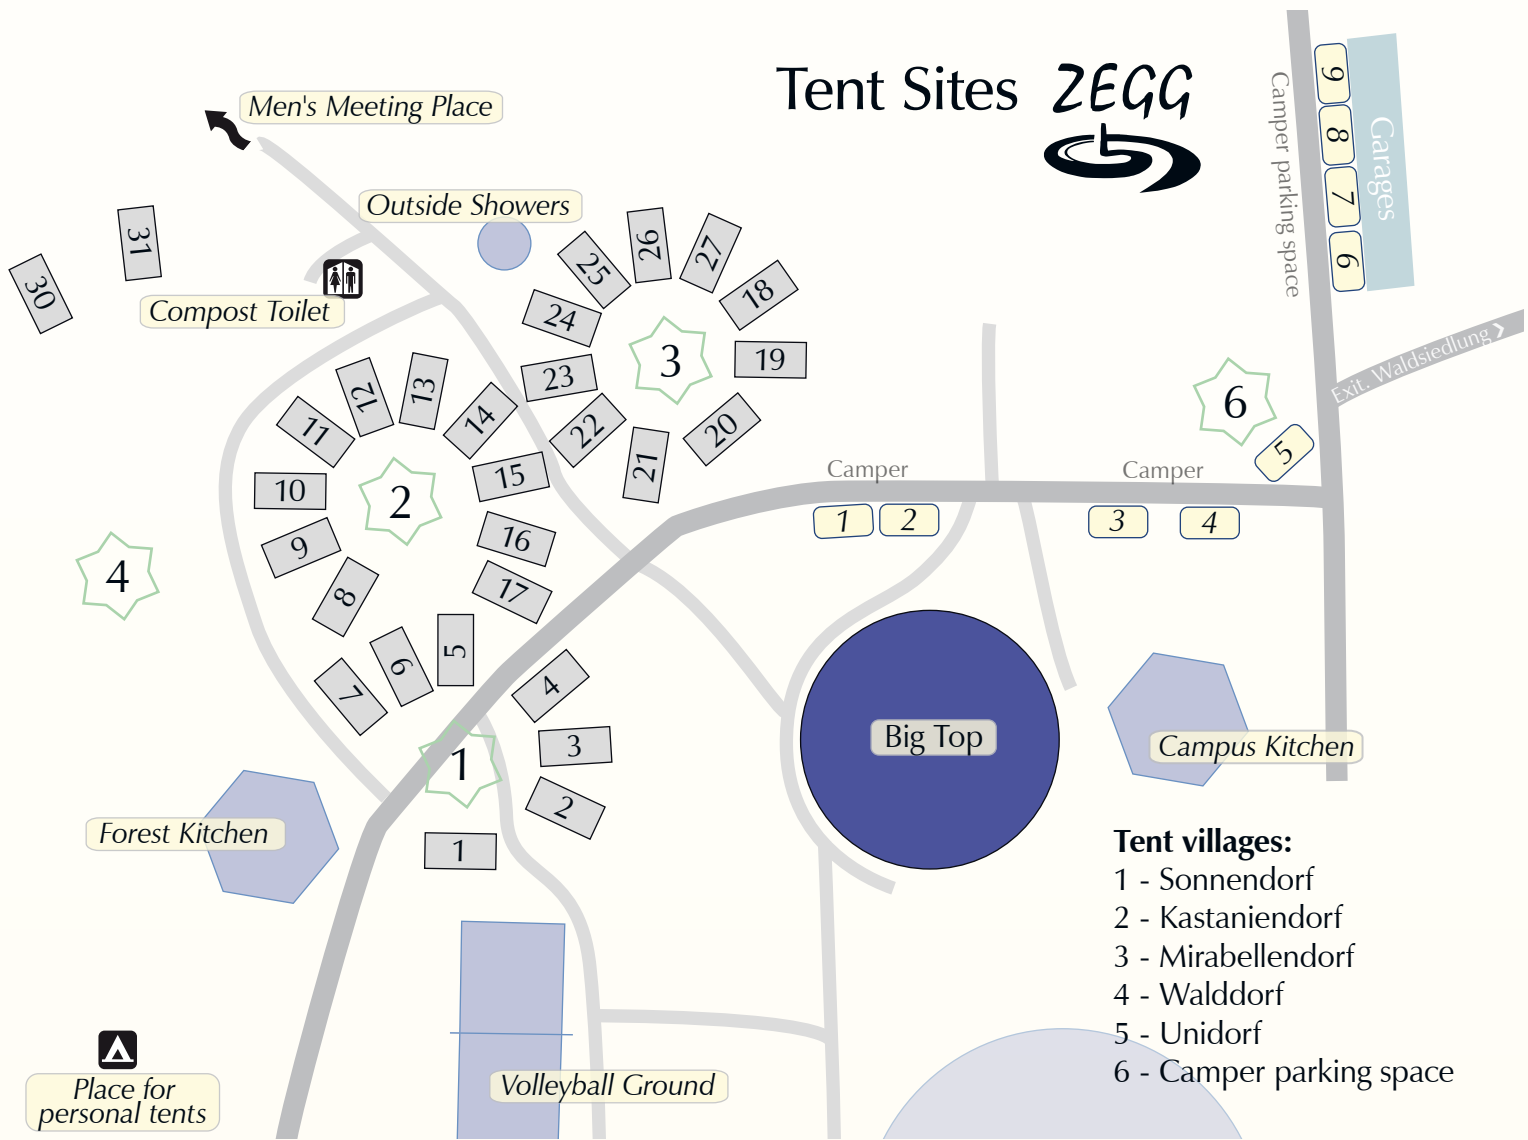 Tent Sites ZEGG
Men's Meeting Place
Outside Showers
Compost Toilet
Camper parking space
Garages
9
8
7
6
Exit. Waldsiedlung
31
30
26
27
25
18
24
3
19
23
22
20
21
12
13
11
14
10
2
15
9
16
8
17
4
6
5
Camper
Camper
1
2
3
4
5
6
7
4
1
3
2
1
Big Top
Campus Kitchen
Forest Kitchen
Volleyball Ground
Place for
personal tents
Tent villages:
1 - Sonnendorf
2 - Kastaniendorf
3 - Mirabellendorf
4 - Walddorf
5 - Unidorf
6 - Camper parking space